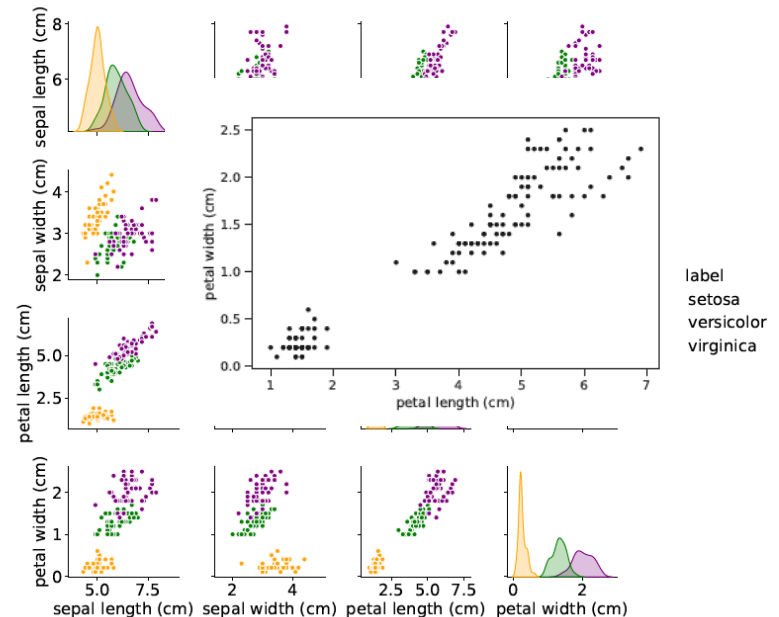 8
6
sepal length (cm)
4
3
2
sepal width (cm)
5.0
2.5
petal length (cm)
2.5
2.0
1.5
1.0
0.5
0.0
petal width (cm)
1 2 3 4 5 6 7
petal length (cm)
label
setosa
versicolor
virginica
2
1
0
petal width (cm)
5.0 7.5 2 4 2.5 5.0 7.5 0 2
sepal length (cm) sepal width (cm) petal length (cm) petal width (cm)